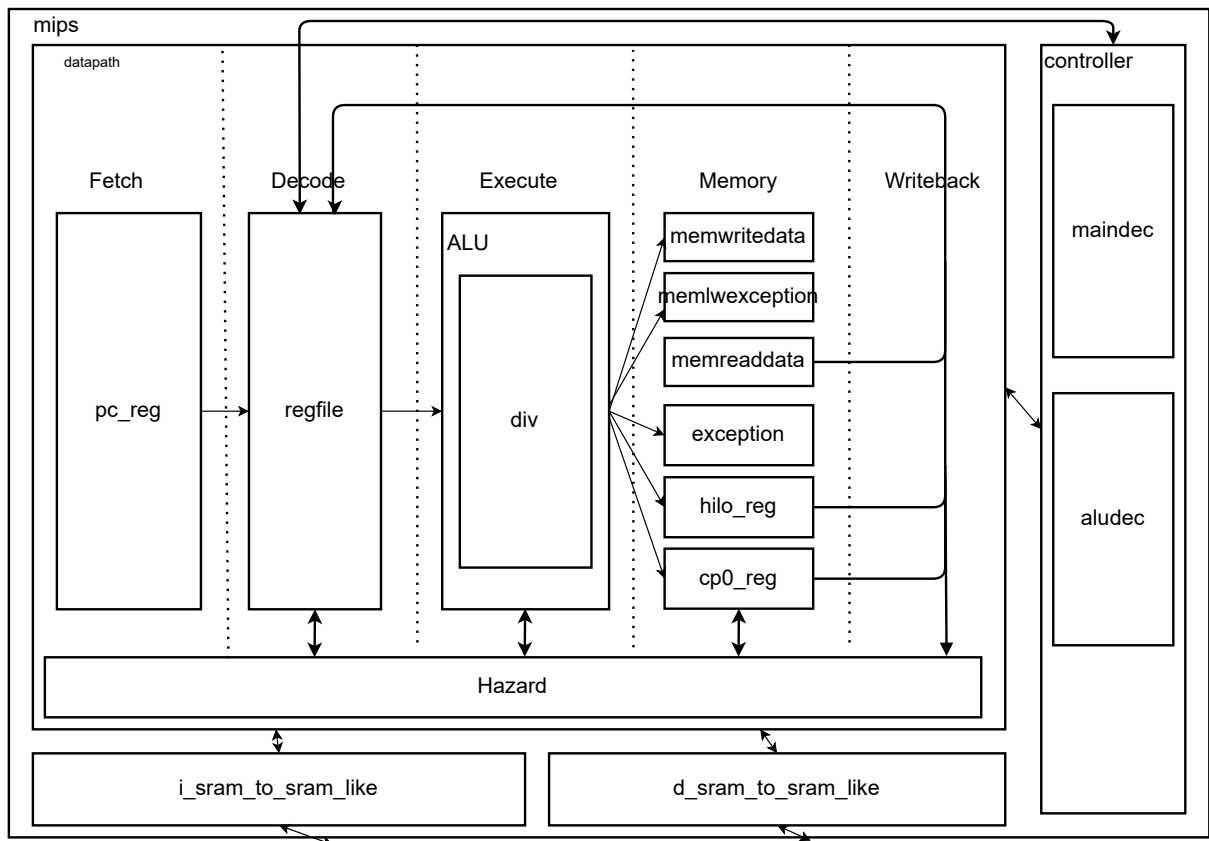 mips
datapath
controller
Fetch
Decode
Execute
Memory
Writeback
memwritedata
maindec
ALU
memlwexception
memreaddata
pc_reg
regfile
div
exception
hilo_reg
aludec
cp0_reg
Hazard
i_sram_to_sram_like
d_sram_to_sram_like